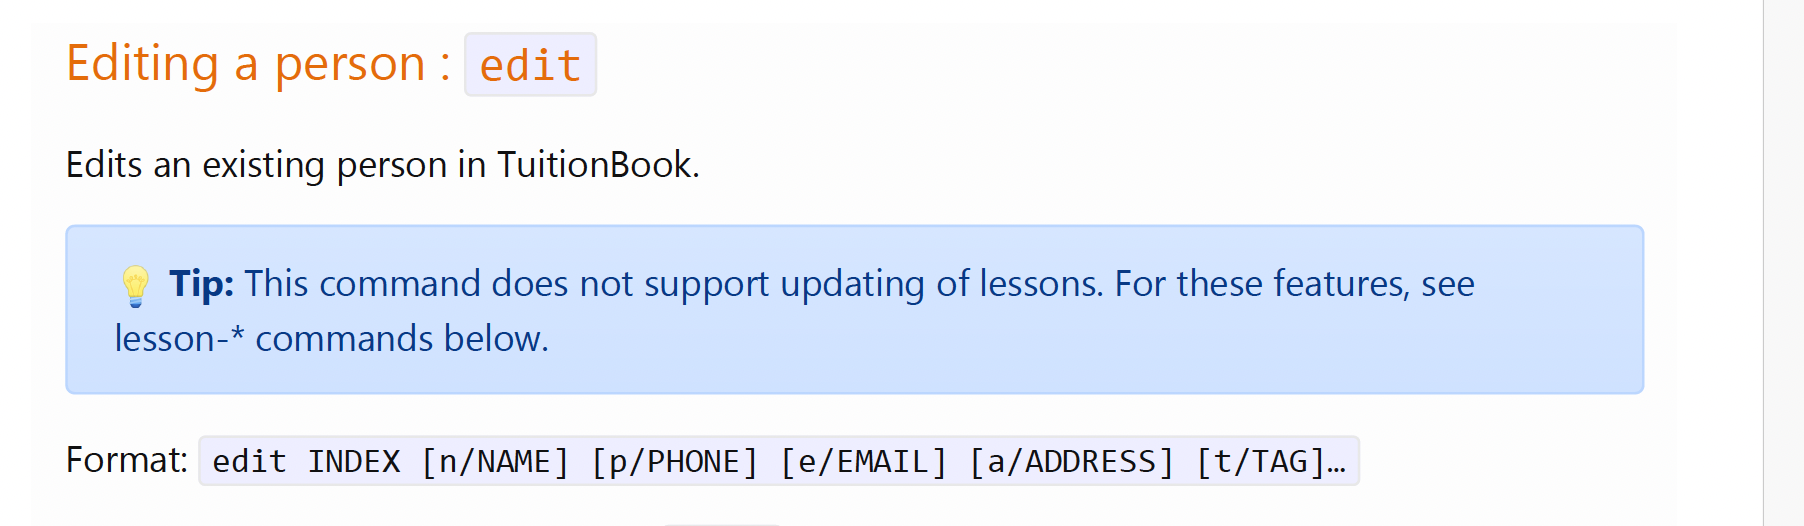 Editing a person : edit
Edits an existing person in TuitionBook.
💡 Tip: This command does not support updating of lessons. For these features, see
lesson-* commands below.
Format: edit INDEX [n/NAME] [p/PHONE] [e/EMAIL] [a/ADDRESS] [t/TAG]…